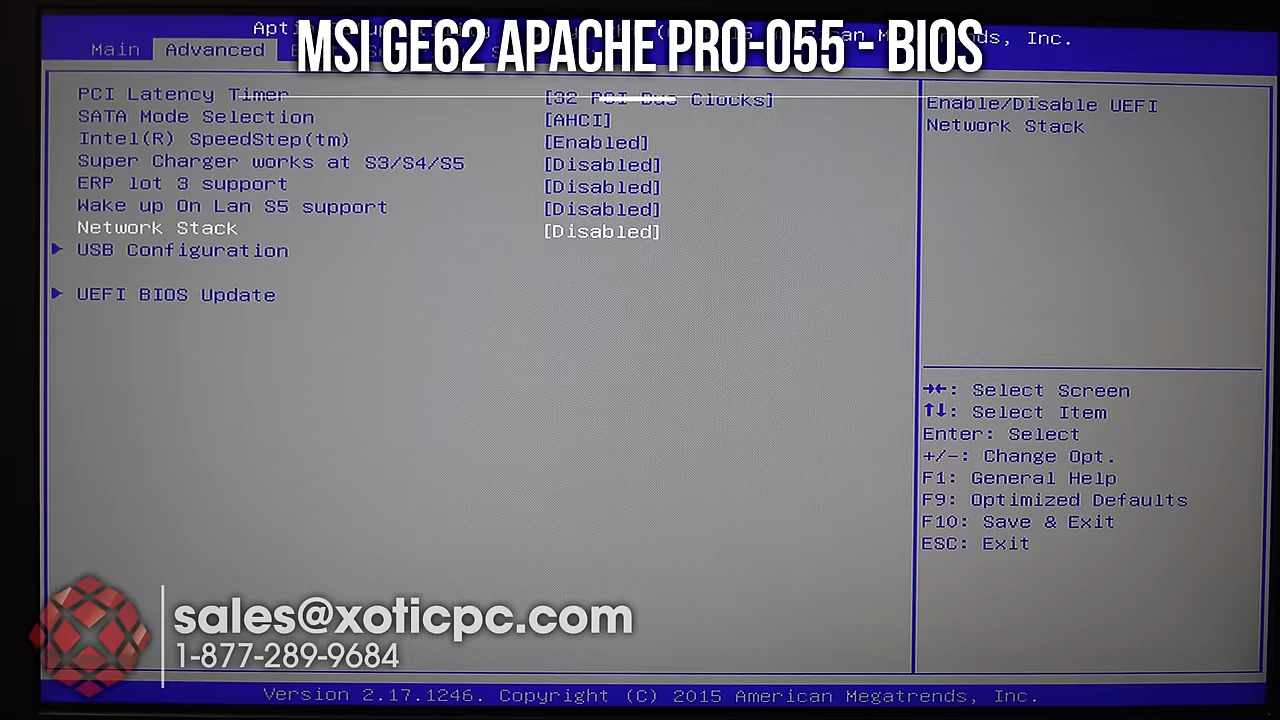 MSI GE62 APACHE PRO-055 - BIOS
Main Advanced
PCI Latency Timer [32 PCI Bus Clocks]
SATA Mode Selection [AHCI]
Intel(R) SpeedStep(tm) [Enabled]
Super Charger works at S3/S4/S5 [Disabled]
ERP lot 3 support [Disabled]
Wake up On Lan S5 support [Disabled]
Network Stack [Disabled]
USB Configuration
UEFI BIOS Update
Enable/Disable UEFI
Network Stack
→←: Select Screen
↑↓: Select Item
Enter: Select
+/-: Change Opt.
F1: General Help
F9: Optimized Defaults
F10: Save & Exit
ESC: Exit
sales@xoticpc.com
1-877-289-9684
Version 2.17.1246. Copyright (C) 2015 American Megatrends, Inc.